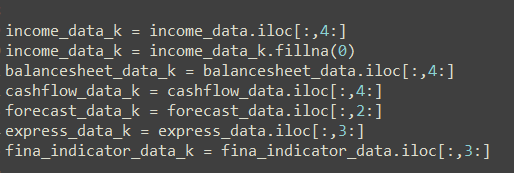 income_data_k = income_data.iloc[:,4:]
income_data_k = income_data_k.fillna(0)
balancesheet_data_k = balancesheet_data.iloc[:,4:]
cashflow_data_k = cashflow_data.iloc[:,4:]
forecast_data_k = forecast_data.iloc[:,2:]
express_data_k = express_data.iloc[:,3:]
fina_indicator_data_k = fina_indicator_data.iloc[:,3:]